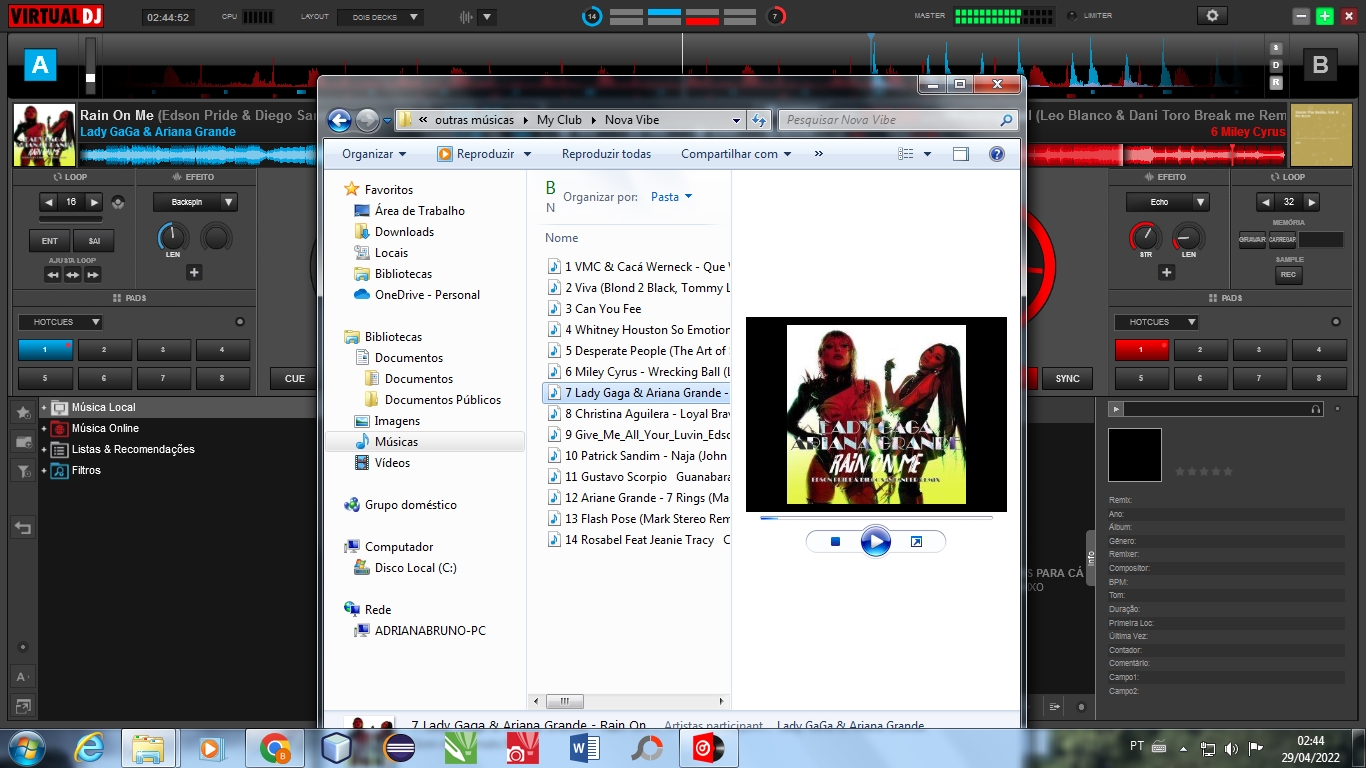 VIRTUAL DJ
02:44:52
CPU
LAYOUT
DOIS DECKS
14
7
MASTER
LIMITER
A
S
D
R
B
Rain On Me (Edson Pride & Diego San
Lady GaGa & Ariana Grande
l (Leo Blanco & Dani Toro Break me Rem
6 Miley Cyrus
LOOP
EFEITO
16
Backspin
ENT
SAI
LEN
AJUSTA LOOP
PADS
HOTCUES
1
2
3
4
5
6
7
8
CUE
outras músicas
My Club
Nova Vibe
Pesquisar Nova Vibe
Organizar
Reproduzir
Reproduzir todas
Compartilhar com
Favoritos
Área de Trabalho
Downloads
Locais
Bibliotecas
OneDrive - Personal
Bibliotecas
Documentos
Documentos
Documentos Públicos
Imagens
Músicas
Vídeos
Grupo doméstico
Computador
Disco Local (C:)
Rede
ADRIANABRUNO-PC
B
N
Organizar por:
Pasta
Nome
1 VMC & Cacá Werneck - Que
2 Viva (Blond 2 Black, Tommy L
3 Can You Fee
4 Whitney Houston So Emotion
5 Desperate People (The Art of
6 Miley Cyrus - Wrecking Ball (L
7 Lady Gaga & Ariana Grande -
8 Christina Aguilera - Loyal Brav
9 Give_Me_All_Your_Luvin_Edsc
10 Patrick Sandim - Naja (John
11 Gustavo Scorpio Guanabara
12 Ariane Grande - 7 Rings (Ma
13 Flash Pose (Mark Stereo Rem
14 Rosabel Feat Jeanie Tracy C
LADY GAGA
ARIANA GRANDE
RAIN ON ME
EDSON PRIDE & DIEGO SANTANDER REMIX
7 Lady Gaga & Ariana Grande - Rain On
Artistas participant
Lady GaGa & Ariana Grande
EFEITO
LOOP
Echo
32
MEMÓRIA
GRAVAR
CARREGAR
STR
LEN
SAMPLE
REC
PADS
HOTCUES
SYNC
1
2
3
4
5
6
7
8
Música Local
Música Online
Listas & Recomendações
Filtros
A
Info
S PARA CÁ
IXO
Remix:
Ano:
Álbum:
Gênero:
Remixer:
Compositor:
BPM:
Tom:
Duração:
Primeira Loc:
Última Vez:
Contador:
Comentário:
Campo1:
Campo2:
PT
02:44
29/04/2022